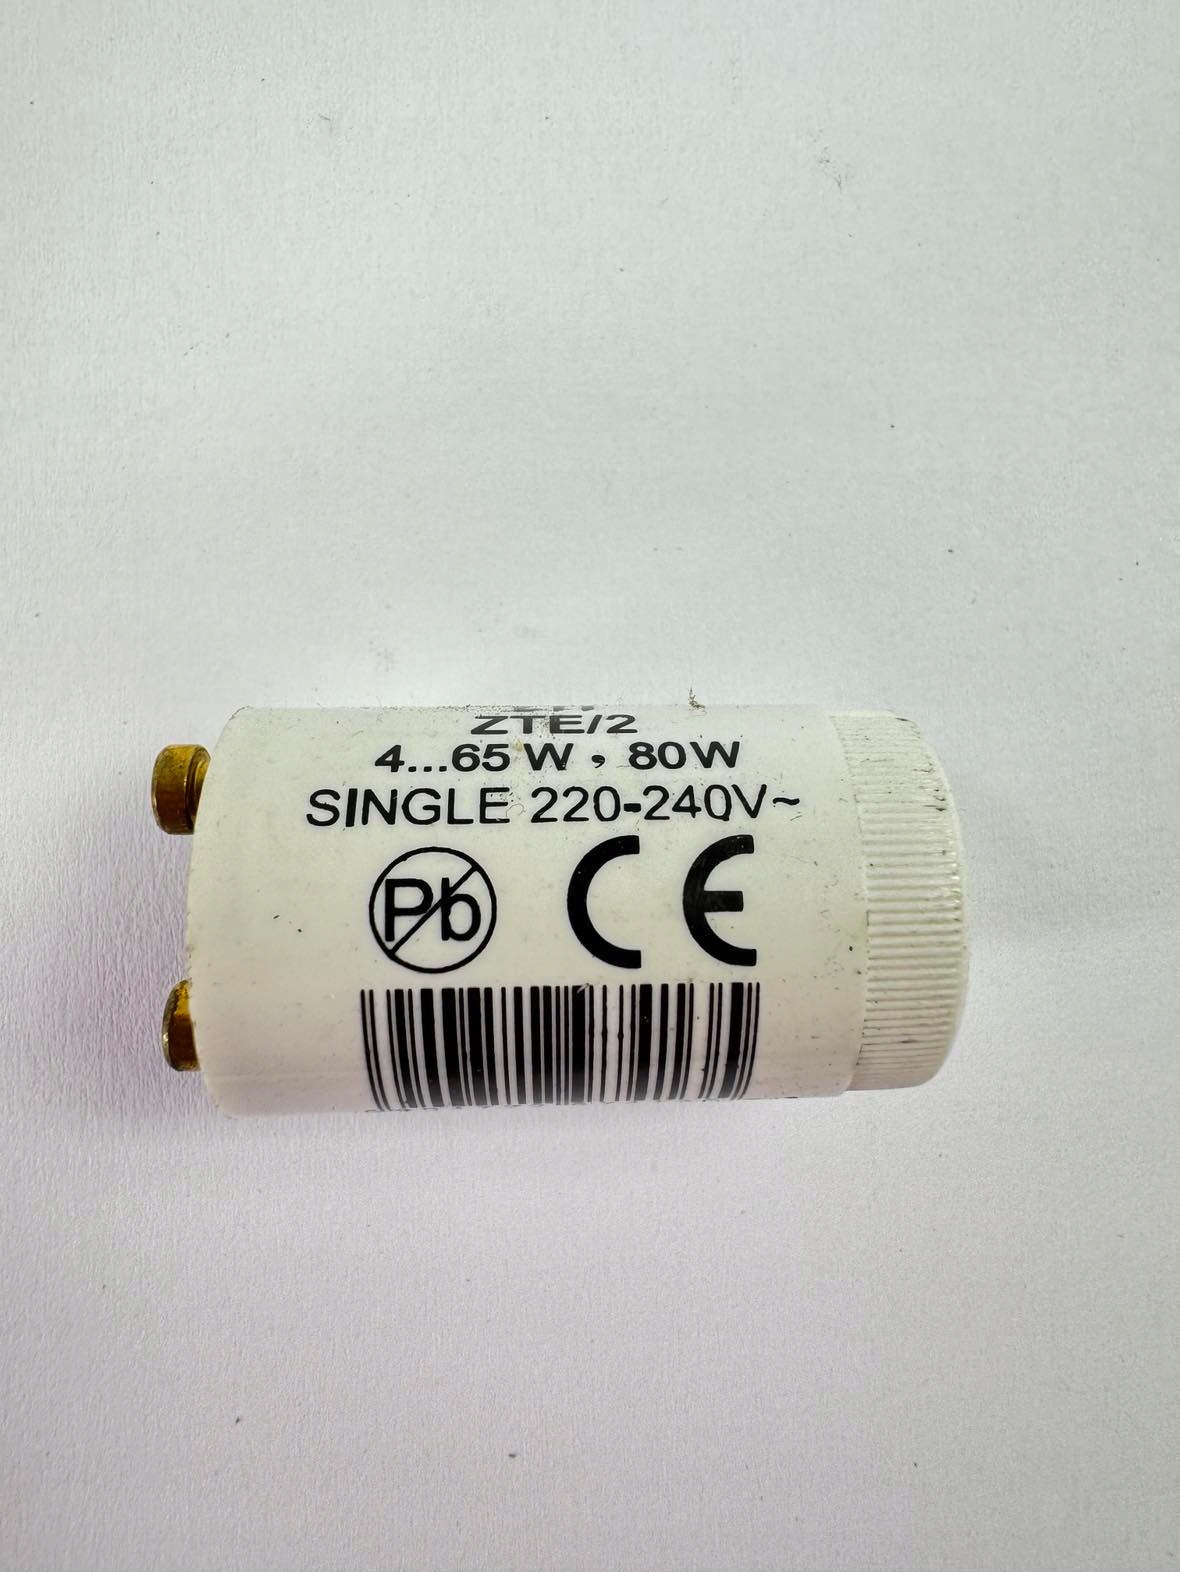 ZTE/2
4...65 W , 80W
SINGLE 220-240V~
Pb CE